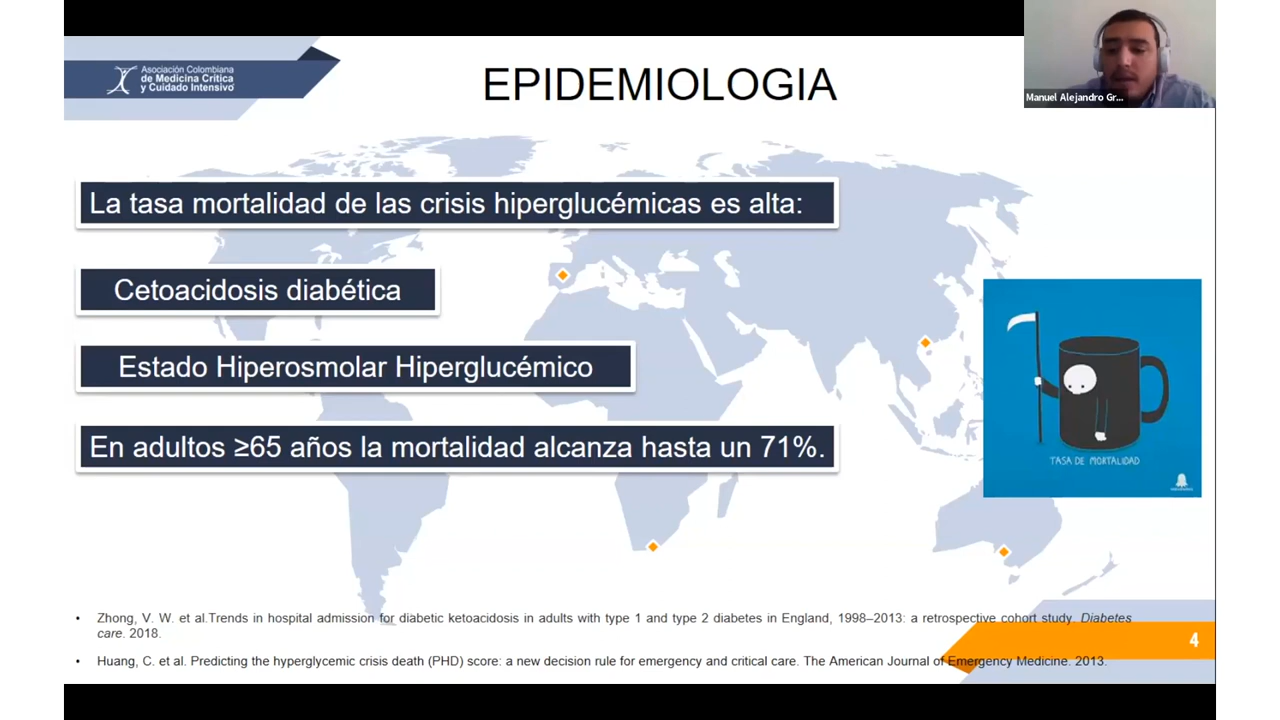 Asociación Colombiana
de Medicina Crítica
y Cuidado Intensivo
EPIDEMIOLOGIA
Manuel Alejandro Gr...
La tasa mortalidad de las crisis hiperglucémicas es alta:
Cetoacidosis diabética
Estado Hiperosmolar Hiperglucémico
En adultos ≥65 años la mortalidad alcanza hasta un 71%.
TASA DE MORTALIDAD
• Zhong, V. W. et al.Trends in hospital admission for diabetic ketoacidosis in adults with type 1 and type 2 diabetes in England, 1998–2013: a retrospective cohort study. Diabetes
care. 2018.
4
• Huang, C. et al. Predicting the hyperglycemic crisis death (PHD) score: a new decision rule for emergency and critical care. The American Journal of Emergency Medicine. 2013.